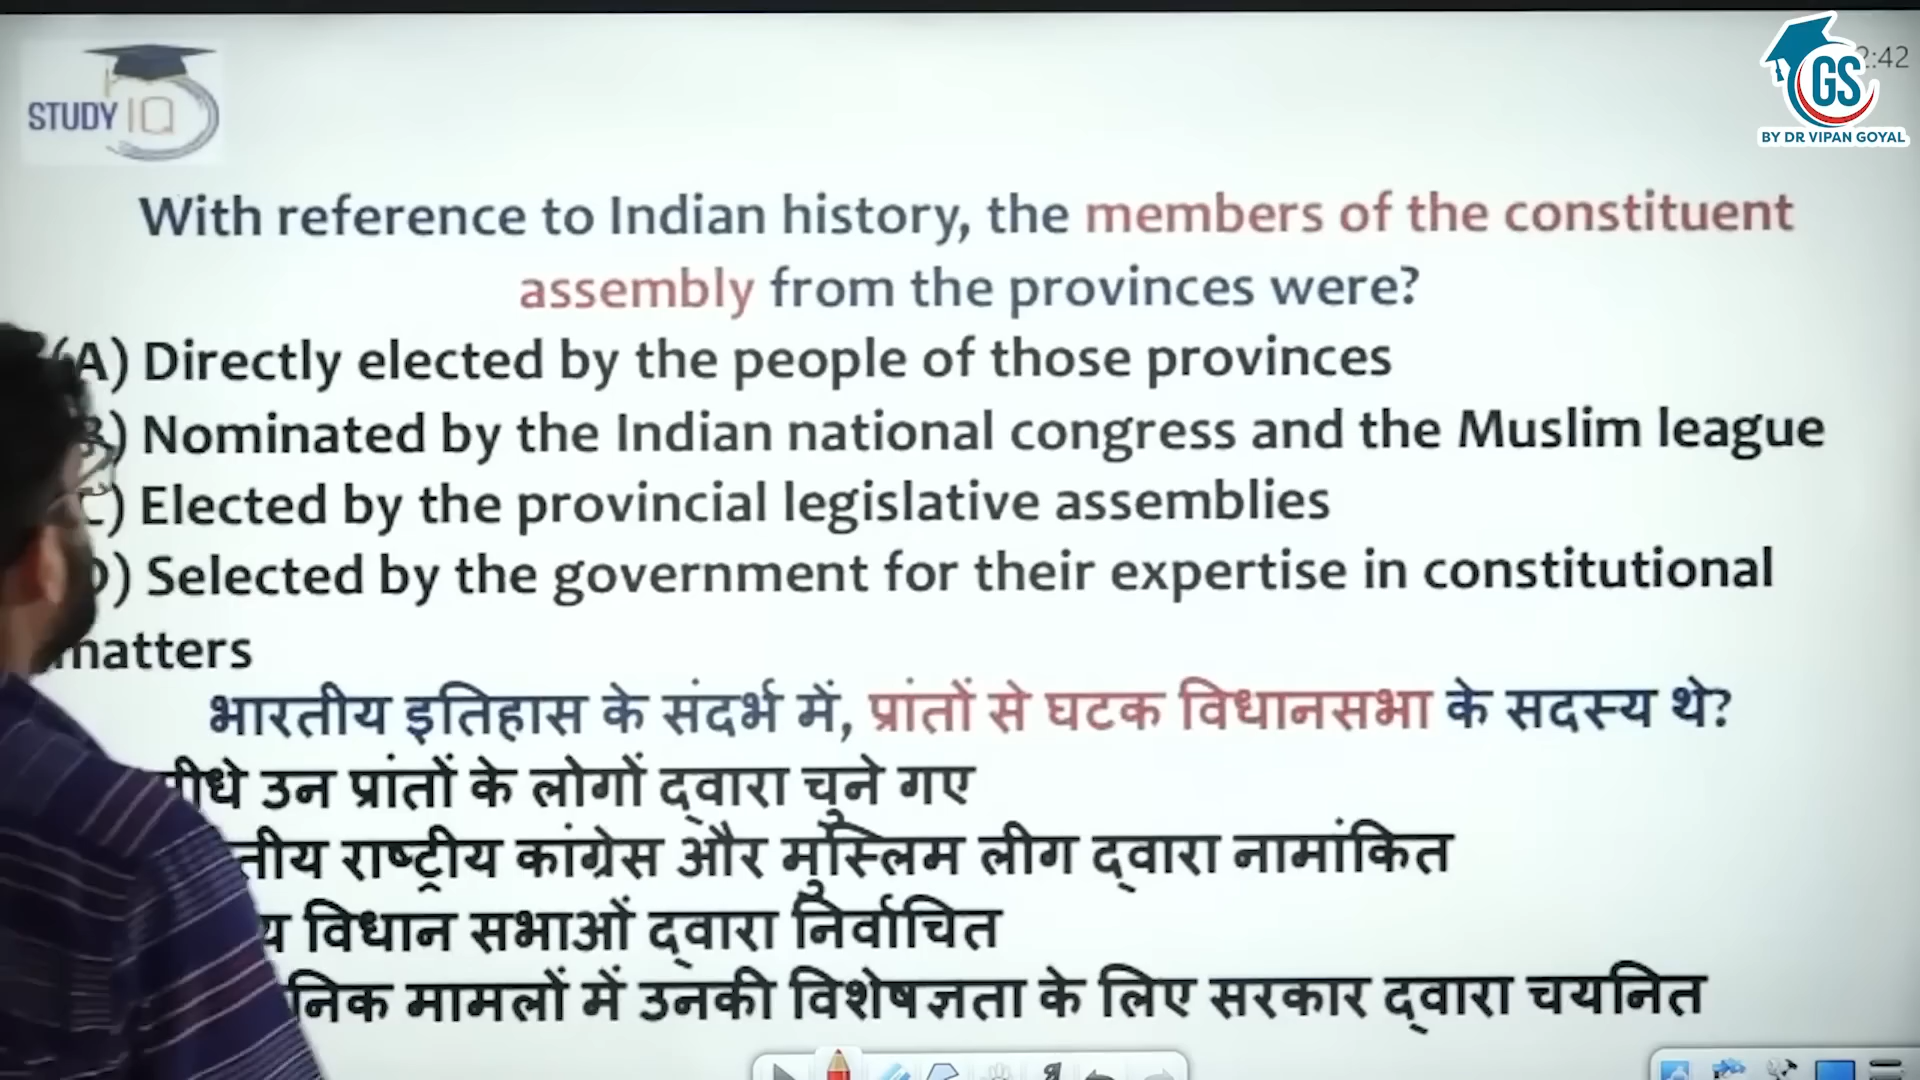 STUDY IQ
:42
GS
BY DR VIPAN GOYAL
With reference to Indian history, the members of the constituent
assembly from the provinces were?
(A) Directly elected by the people of those provinces
B) Nominated by the Indian national congress and the Muslim league
C) Elected by the provincial legislative assemblies
D) Selected by the government for their expertise in constitutional
matters
भारतीय इतिहास के संदर्भ में, प्रांतों से घटक विधानसभा के सदस्य थे?
उन प्रांतों के लोगों द्वारा चुने गए
राष्ट्रीय कांग्रेस और मुस्लिम लीग द्वारा नामांकित
विधान सभाओं द्वारा निर्वाचित
मामलों में उनकी विशेषज्ञता के लिए सरकार द्वारा चयनित